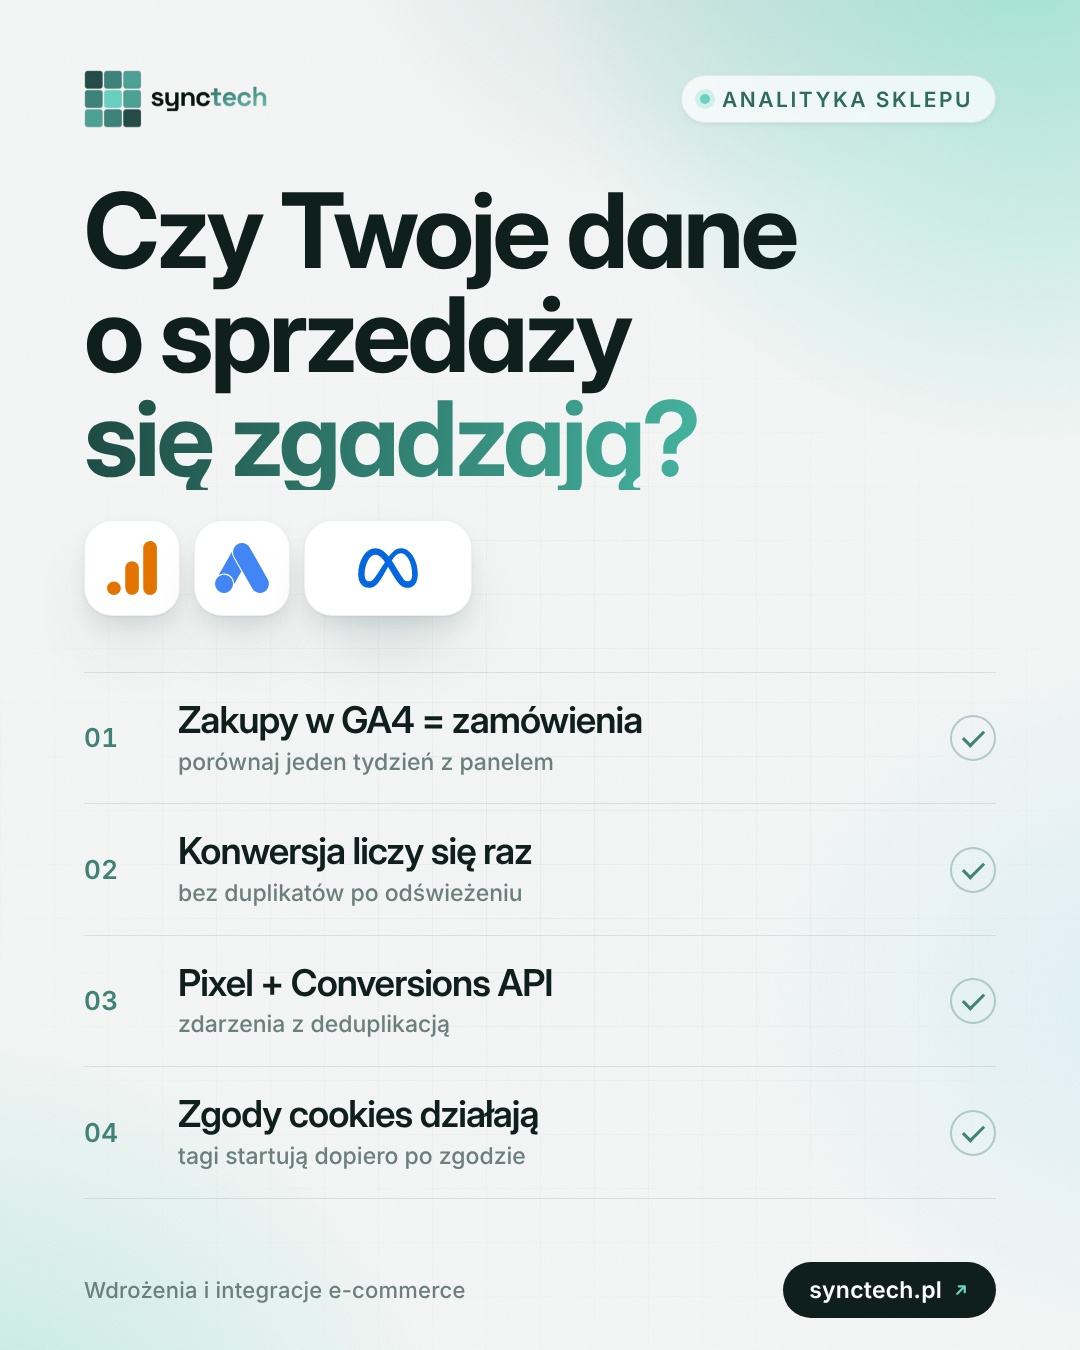 synctech
ANALITYKA SKLEPU
Czy Twoje dane
o sprzedaży
się zgadzają?
01
Zakupy w GA4 = zamówienia
porównaj jeden tydzień z panelem
02
Konwersja liczy się raz
bez duplikatów po odświeżeniu
03
Pixel + Conversions API
zdarzenia z deduplikacją
04
Zgody cookies działają
tagi startują dopiero po zgodzie
Wdrożenia i integracje e-commerce
synctech.pl